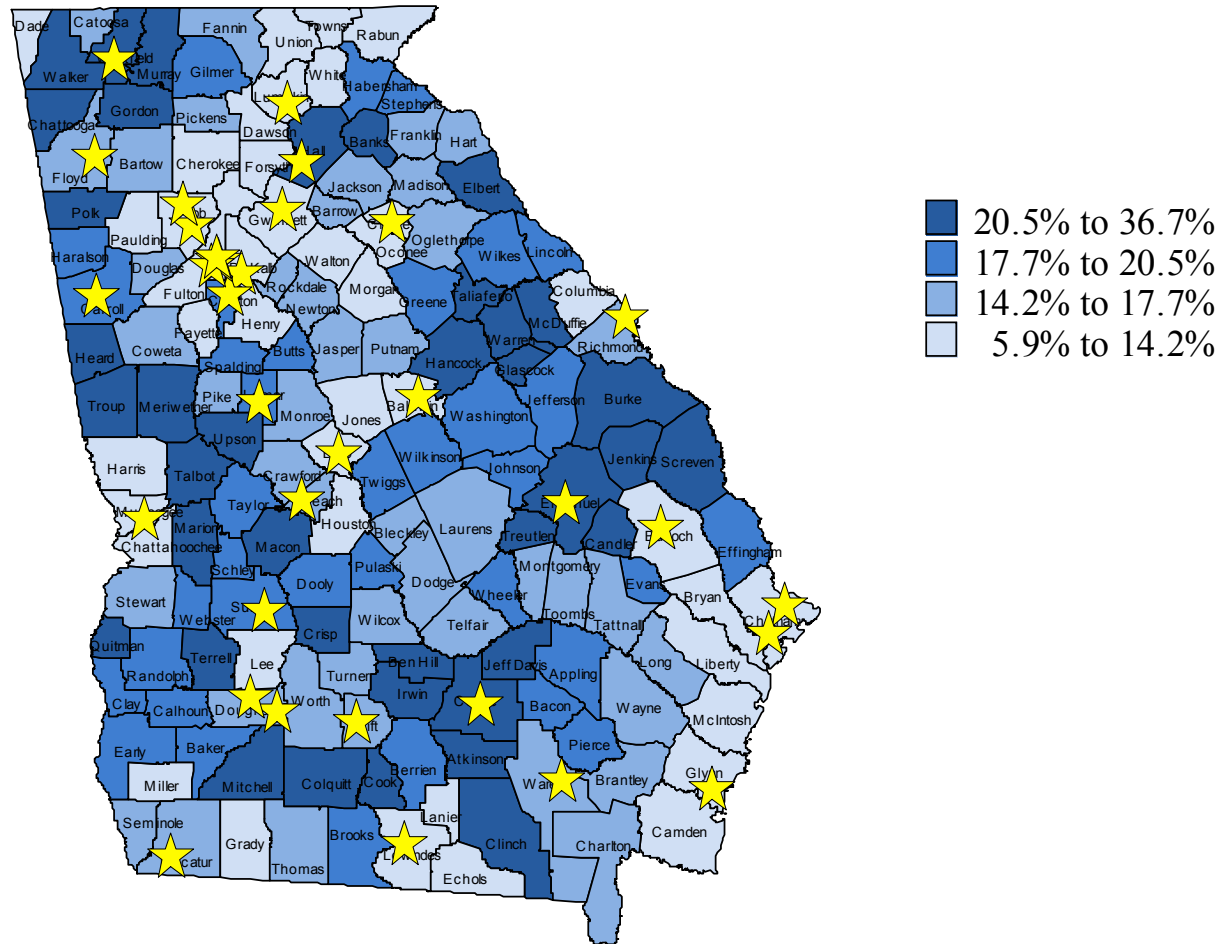 Dade
Catoosa
Fannin
Union
Towns
Rabun
Walker
Murray
Gilmer
White
Habersham
Stephens
Chattooga
Gordon
Pickens
Dawson
Banks
Franklin
Hart
Floyd
Bartow
Cherokee
Forsyth
Jackson
Madison
Elbert
Polk
Paulding
Barrow
Oglethorpe
Oconee
Haralson
Douglas
Walton
Wilkes
Lincoln
Fulton
Rockdale
Newton
Morgan
Greene
Taliaferro
Columbia
McDuffie
Fayette
Henry
Warren
Richmond
Heard
Coweta
Spalding
Butts
Jasper
Putnam
Hancock
Glascock
Troup
Meriwether
Pike
Monroe
Jones
Washington
Jefferson
Burke
Upson
Harris
Talbot
Crawford
Twiggs
Wilkinson
Johnson
Jenkins
Screven
Taylor
Houston
Bleckley
Laurens
Marion
Chattahoochee
Macon
Treutlen
Candler
Effingham
Schley
Dooly
Pulaski
Dodge
Montgomery
Evans
Bryan
Stewart
Webster
Wilcox
Wheeler
Telfair
Toombs
Tattnall
Crisp
Quitman
Randolph
Terrell
Lee
Turner
Ben Hill
Jeff Davis
Appling
Long
Liberty
Irwin
Clay
Calhoun
Worth
Bacon
Wayne
McIntosh
Early
Baker
Pierce
Miller
Mitchell
Colquitt
Cook
Berrien
Atkinson
Brantley
Seminole
Grady
Thomas
Brooks
Lanier
Clinch
Charlton
Camden
Echols
20.5% to 36.7%
17.7% to 20.5%
14.2% to 17.7%
5.9% to 14.2%